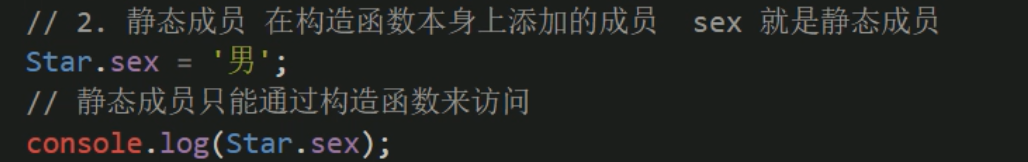 // 2. 静态成员 在构造函数本身上添加的成员  sex 就是静态成员
Star.sex = '男';
// 静态成员只能通过构造函数来访问
console.log(Star.sex);